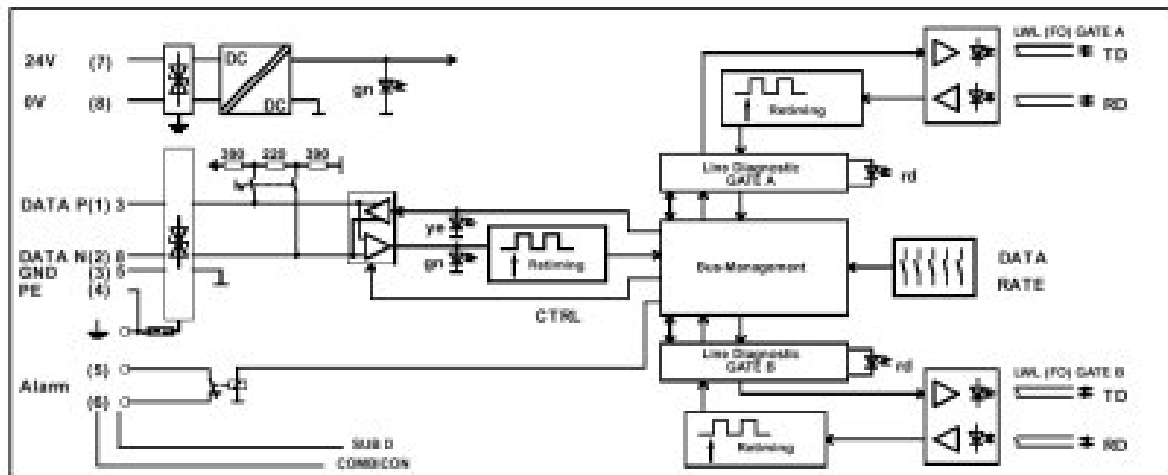 24V (7)
0V (8)
DC
DC
gn
390 220 390
DATA P(1) 3
DATA N(2) 8
GND (3) 5
PE (4)
ye
gn
Retiming
CTRL
Alarm
(5)
(6)
SUB D
COMBICON
Retiming
Line Diagnostic
GATE A
rd
Bus-Management
DATA
RATE
Line Diagnostic
GATE B
rd
Retiming
LWL (FO) GATE A
TD
RD
LWL (FO) GATE B
TD
RD